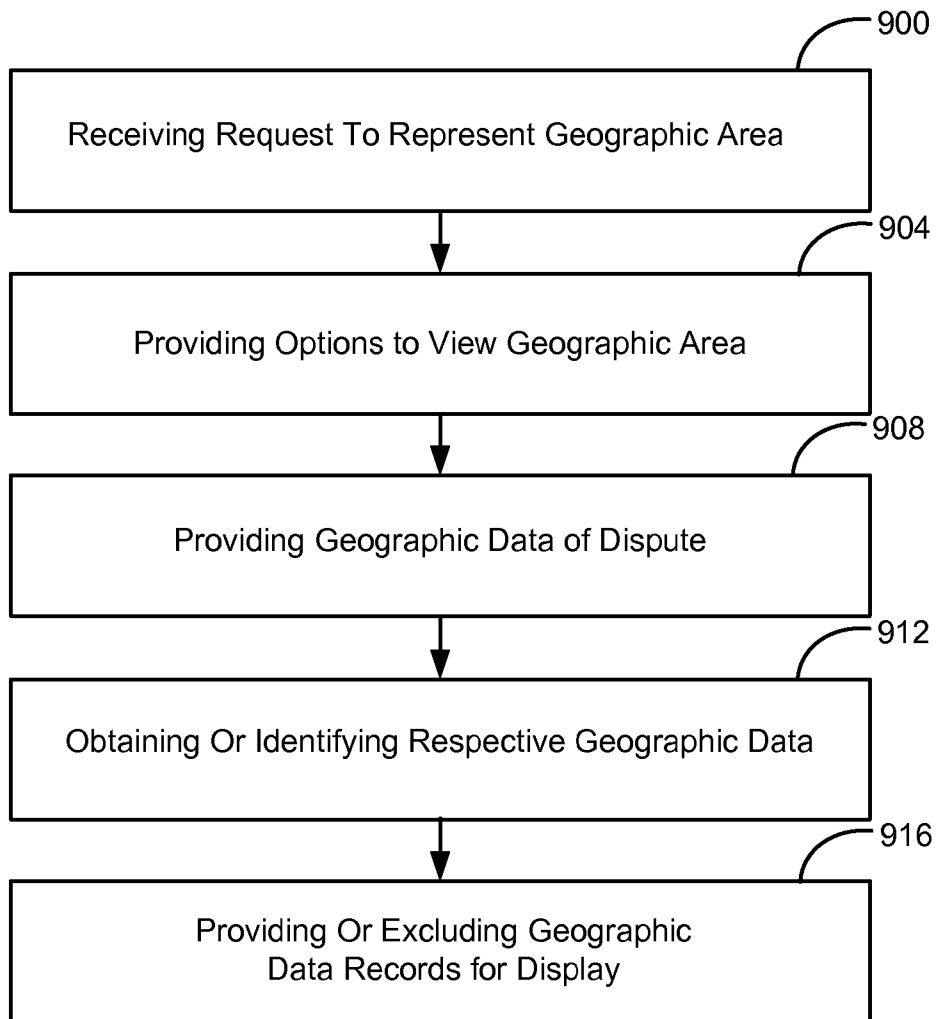 900
Receiving Request To Represent Geographic Area
904
Providing Options to View Geographic Area
908
Providing Geographic Data of Dispute
912
Obtaining Or Identifying Respective Geographic Data
916
Providing Or Excluding Geographic
Data Records for Display